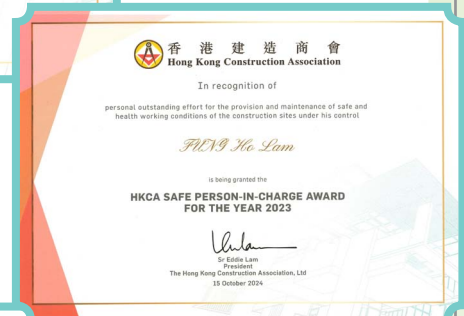 香港建造商會
Hong Kong Construction Association
In recognition of
personal outstanding effort for the provision and maintenance of safe and
health working conditions of the construction sites under his control
FUNG Ho Lam
is being granted the
HKCA SAFE PERSON-IN-CHARGE AWARD
FOR THE YEAR 2023
Sr Eddie Lam
President
The Hong Kong Construction Association, Ltd
15 October 2024